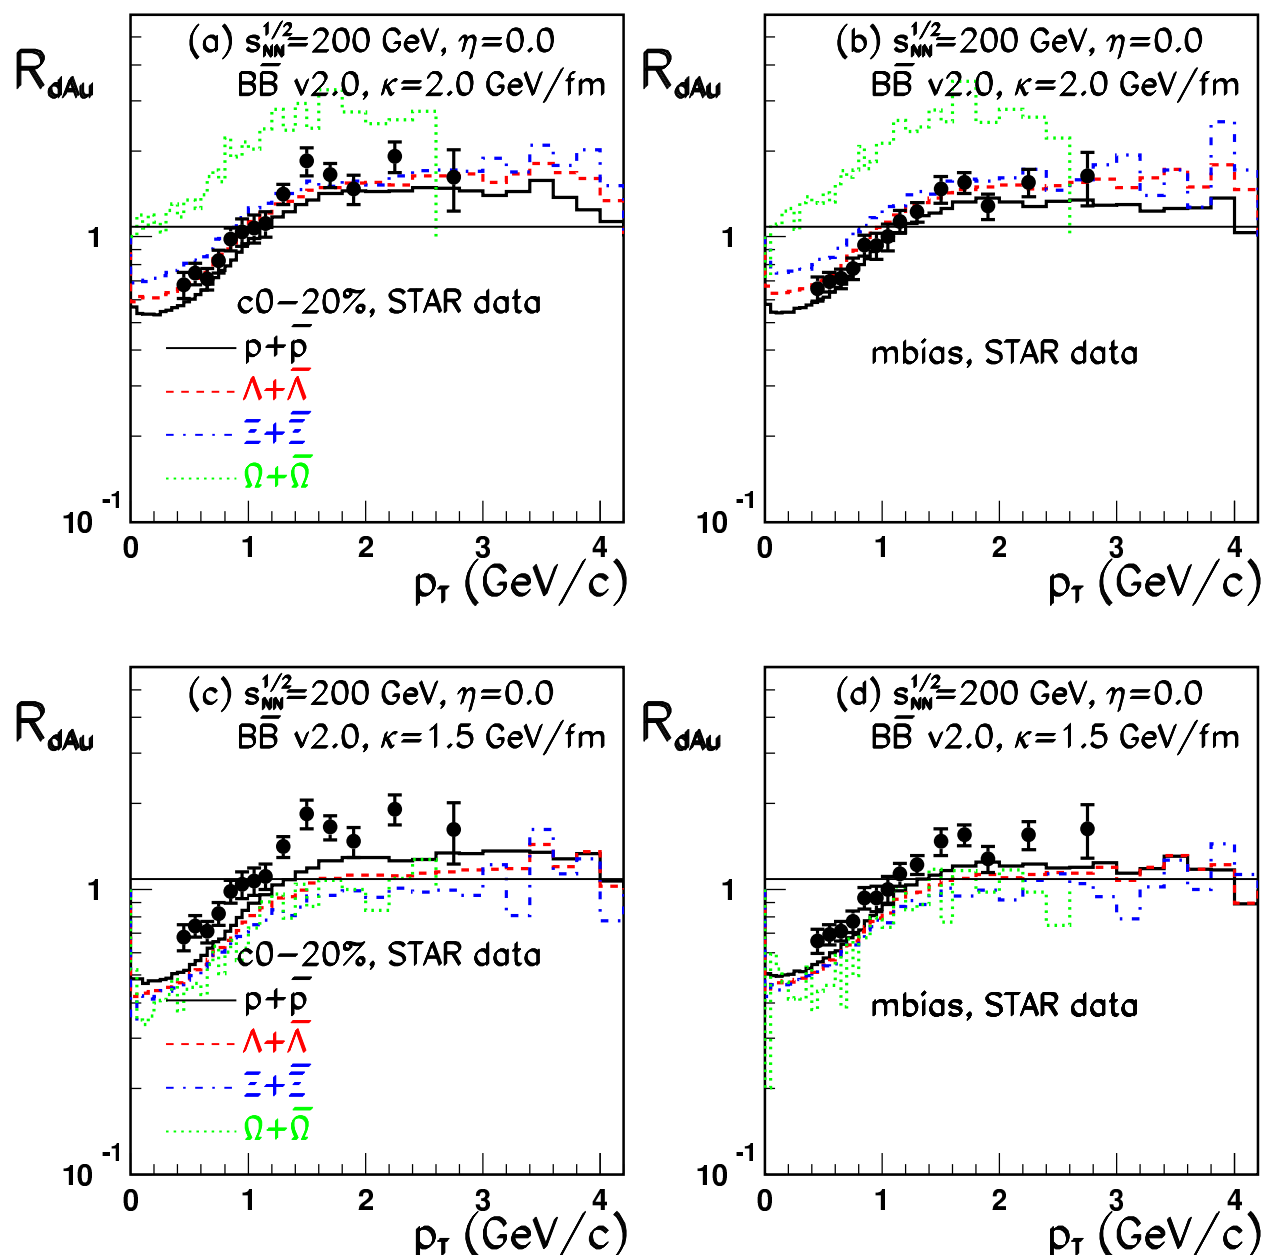 (a) s_NN^1/2=200 GeV, η=0.0
R_dAu
BB̅ v2.0, κ=2.0 GeV/fm
1
c0-20%, STAR data
p+p̅
Λ+Λ̅
Ξ+Ξ̅
Ω+Ω̅
10^-1
0 1 2 3 4
p_T (GeV/c)
(b) s_NN^1/2=200 GeV, η=0.0
R_dAu
BB̅ v2.0, κ=2.0 GeV/fm
1
mbias, STAR data
10^-1
0 1 2 3 4
p_T (GeV/c)
(c) s_NN^1/2=200 GeV, η=0.0
R_dAu
BB̅ v2.0, κ=1.5 GeV/fm
1
c0-20%, STAR data
p+p̅
Λ+Λ̅
Ξ+Ξ̅
Ω+Ω̅
10^-1
0 1 2 3 4
p_T (GeV/c)
(d) s_NN^1/2=200 GeV, η=0.0
R_dAu
BB̅ v2.0, κ=1.5 GeV/fm
1
mbias, STAR data
10^-1
0 1 2 3 4
p_T (GeV/c)